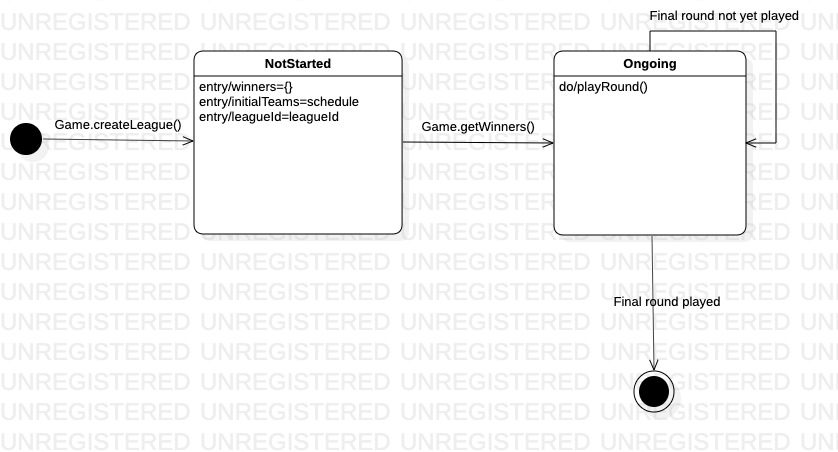 Final round not yet played
NotStarted
entry/winners={}
entry/initialTeams=schedule
entry/leagueId=leagueId
Ongoing
do/playRound()
Game.createLeague()
Game.getWinners()
Final round played
UNREGISTERED UNREGISTERED UNREGISTERED UNREGISTERED